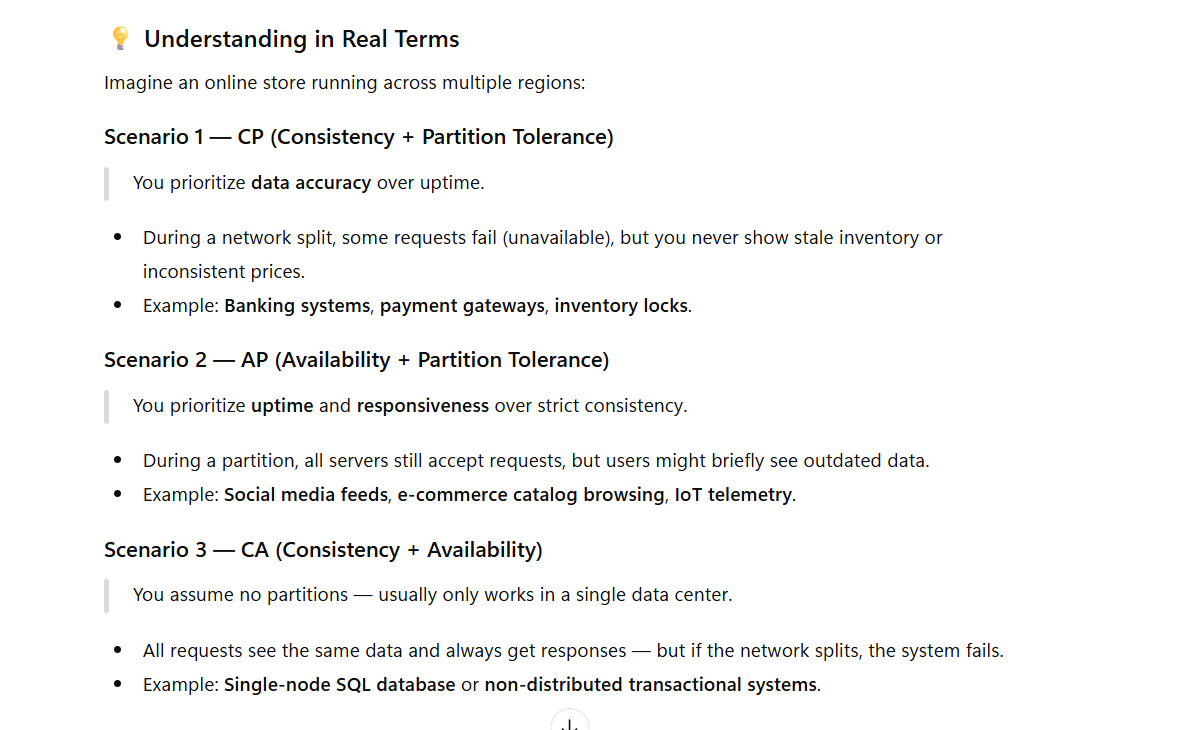 💡 Understanding in Real Terms
Imagine an online store running across multiple regions:
Scenario 1 — CP (Consistency + Partition Tolerance)
You prioritize data accuracy over uptime.
• During a network split, some requests fail (unavailable), but you never show stale inventory or
inconsistent prices.
• Example: Banking systems, payment gateways, inventory locks.
Scenario 2 — AP (Availability + Partition Tolerance)
You prioritize uptime and responsiveness over strict consistency.
• During a partition, all servers still accept requests, but users might briefly see outdated data.
• Example: Social media feeds, e-commerce catalog browsing, IoT telemetry.
Scenario 3 — CA (Consistency + Availability)
You assume no partitions — usually only works in a single data center.
• All requests see the same data and always get responses — but if the network splits, the system fails.
• Example: Single-node SQL database or non-distributed transactional systems.